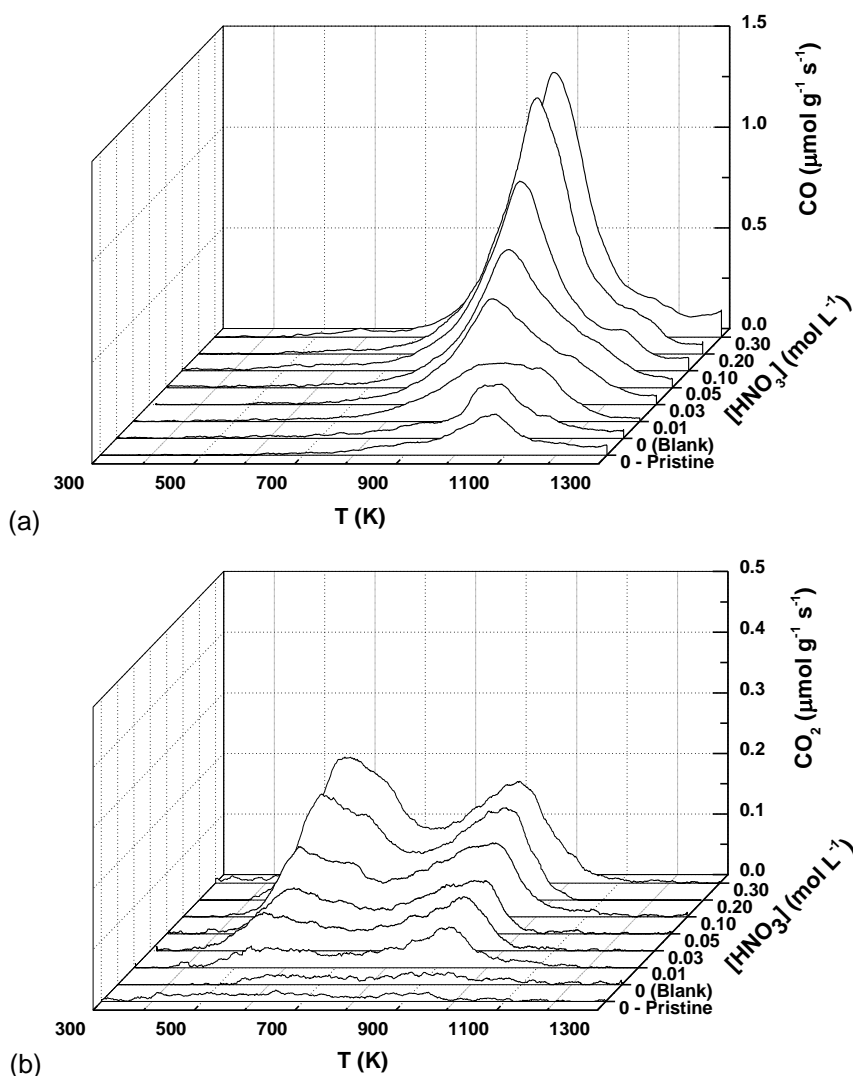 1.5
1.0
0.5
0.0
CO (μmol g⁻¹ s⁻¹)
0.30
0.20
0.10
0.05
0.03
0.01
0 (Blank)
0 - Pristine
[HNO₃] (mol L⁻¹)
300 500 700 900 1100 1300
T (K)
(a)
0.5
0.4
0.3
0.2
0.1
0.0
CO₂ (μmol g⁻¹ s⁻¹)
0.30
0.20
0.10
0.05
0.03
0.01
0 (Blank)
0 - Pristine
[HNO₃] (mol L⁻¹)
300 500 700 900 1100 1300
T (K)
(b)